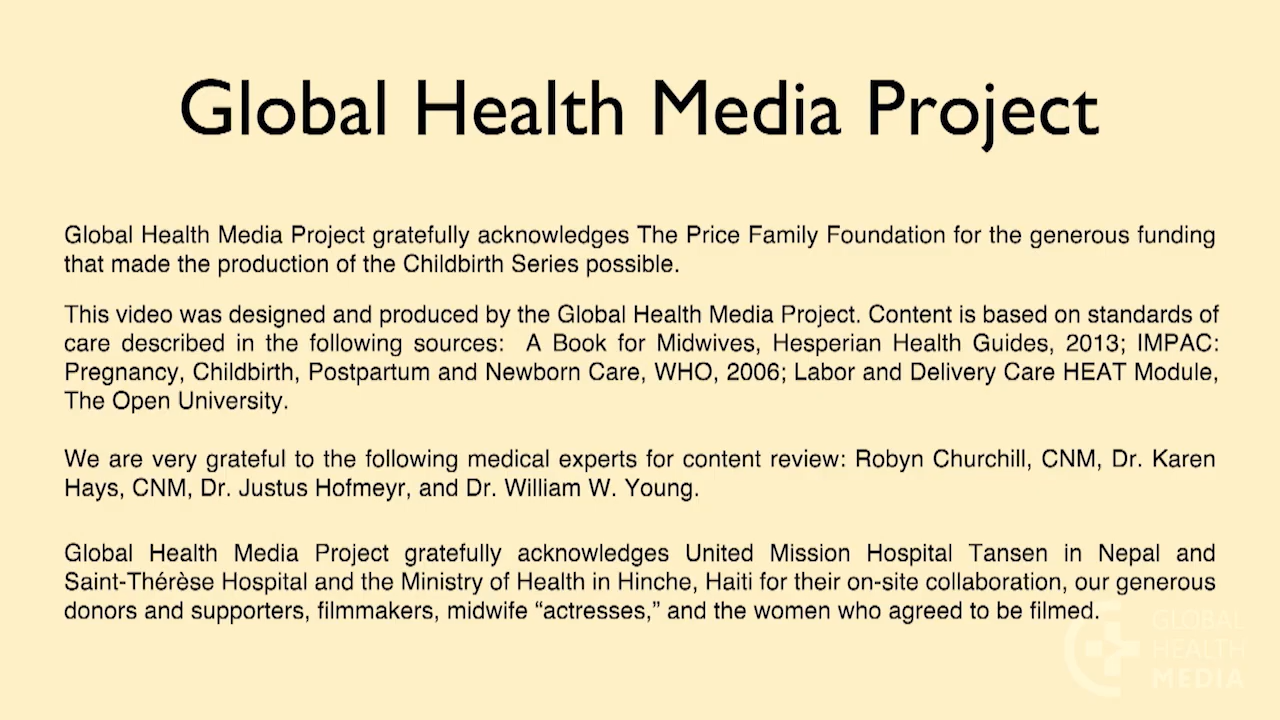 Global Health Media Project
Global Health Media Project gratefully acknowledges The Price Family Foundation for the generous funding
that made the production of the Childbirth Series possible.
This video was designed and produced by the Global Health Media Project. Content is based on standards of
care described in the following sources:  A Book for Midwives, Hesperian Health Guides, 2013; IMPAC:
Pregnancy, Childbirth, Postpartum and Newborn Care, WHO, 2006; Labor and Delivery Care HEAT Module,
The Open University.
We are very grateful to the following medical experts for content review: Robyn Churchill, CNM, Dr. Karen
Hays, CNM, Dr. Justus Hofmeyr, and Dr. William W. Young.
Global Health Media Project gratefully acknowledges United Mission Hospital Tansen in Nepal and
Saint-Thérèse Hospital and the Ministry of Health in Hinche, Haiti for their on-site collaboration, our generous
donors and supporters, filmmakers, midwife “actresses,” and the women who agreed to be filmed.
GLOBAL
HEALTH
MEDIA